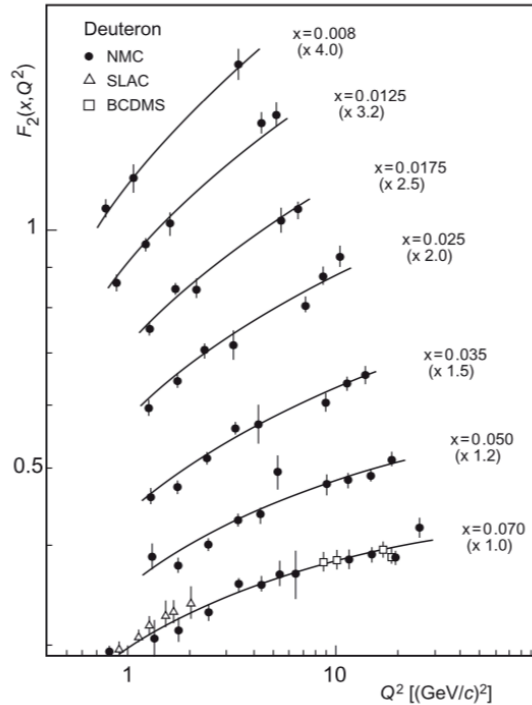 Deuteron
NMC
SLAC
BCDMS
F₂(x,Q²)
x=0.008
(x 4.0)
x=0.0125
(x 3.2)
x=0.0175
(x 2.5)
x=0.025
(x 2.0)
x=0.035
(x 1.5)
x=0.050
(x 1.2)
x=0.070
(x 1.0)
1
0.5
1
10
Q² [(GeV/c)²]